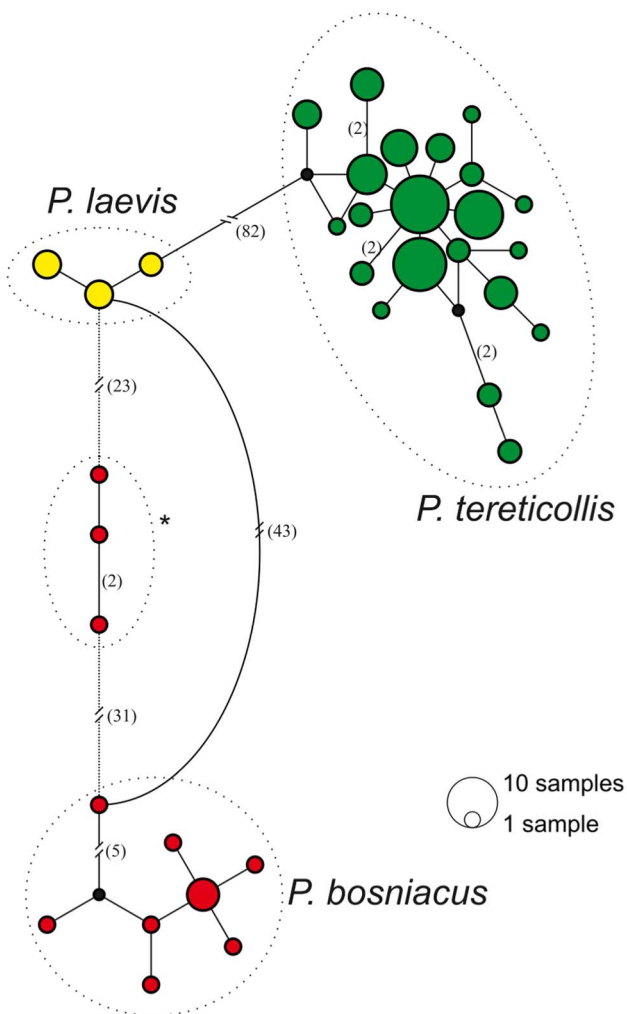 (2)
P. laevis
(82)
(2)
(2)
(23)
P. tereticollis
*
(43)
(2)
(31)
10 samples
1 sample
(5)
P. bosniacus